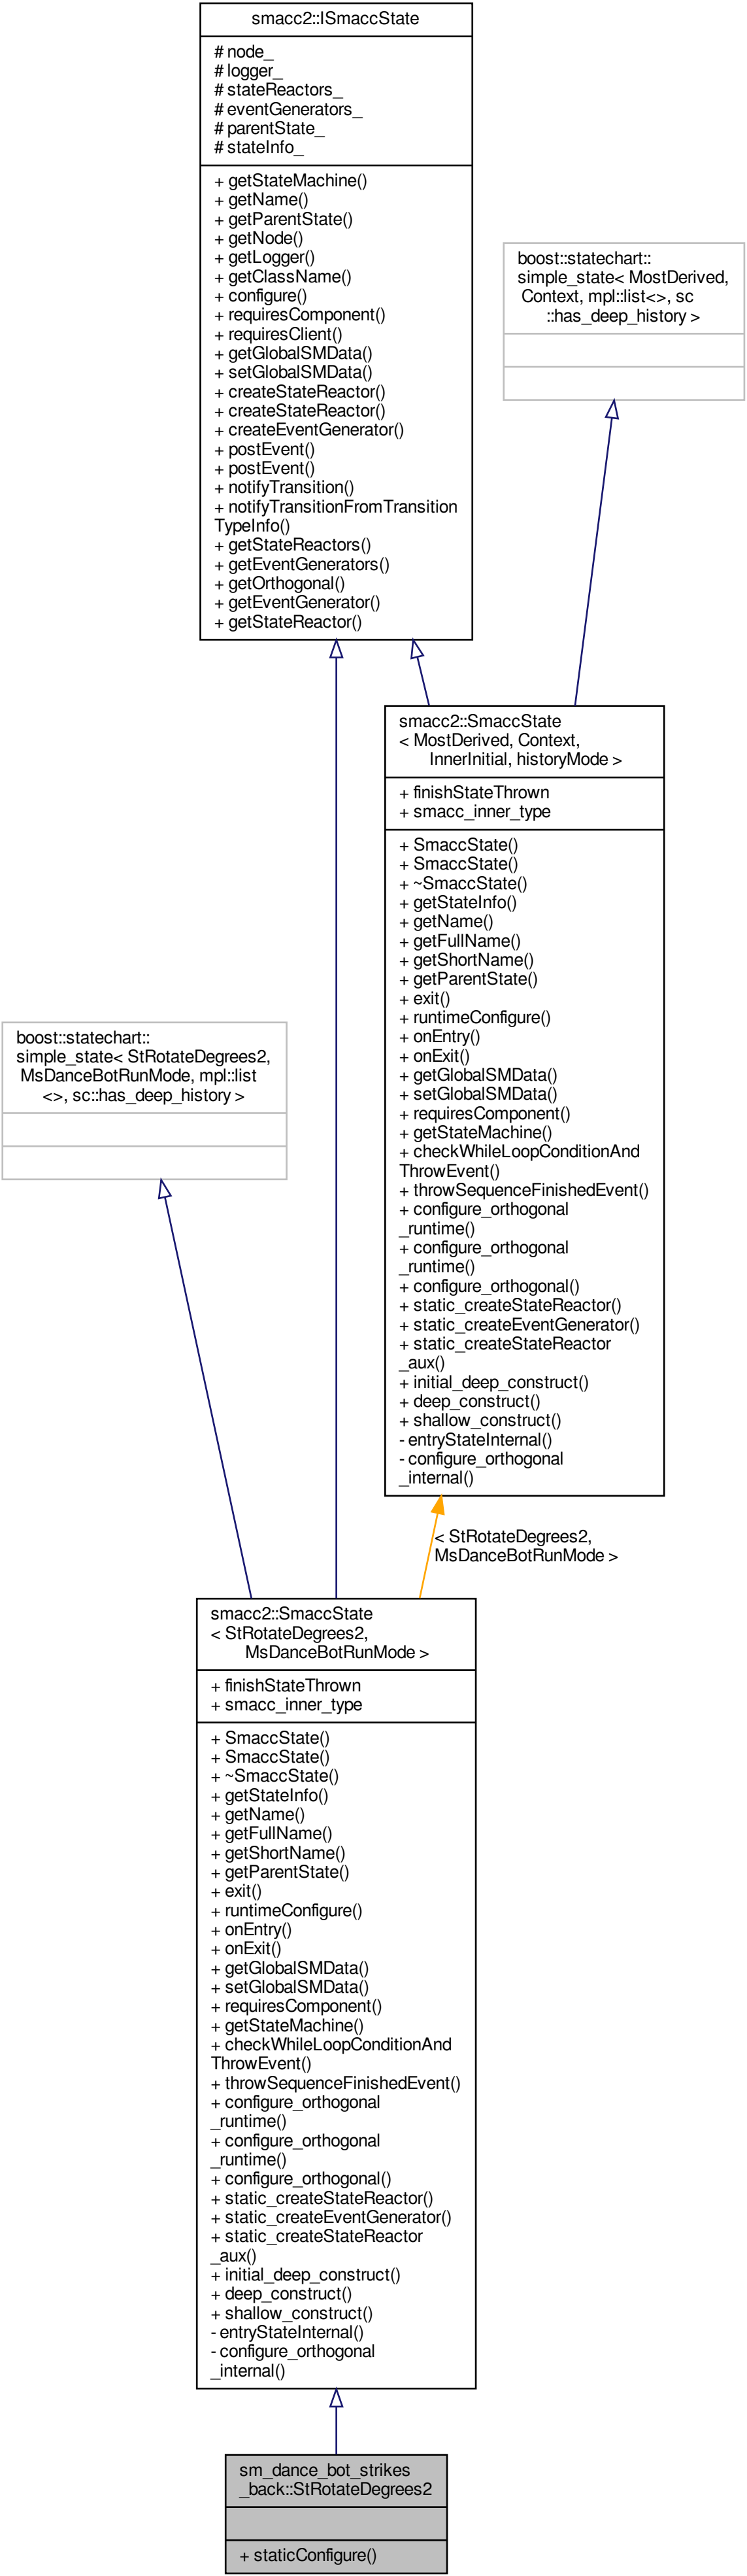 smacc2::ISmaccState
# node_
# logger_
# stateReactors_
# eventGenerators_
# parentState_
# stateInfo_
+ getStateMachine()
+ getName()
+ getParentState()
+ getNode()
+ getLogger()
+ getClassName()
+ configure()
+ requiresComponent()
+ requiresClient()
+ getGlobalSMData()
+ setGlobalSMData()
+ createStateReactor()
+ createStateReactor()
+ createEventGenerator()
+ postEvent()
+ postEvent()
+ notifyTransition()
+ notifyTransitionFromTransition
TypeInfo()
+ getStateReactors()
+ getEventGenerators()
+ getOrthogonal()
+ getEventGenerator()
+ getStateReactor()
boost::statechart::
simple_state< MostDerived,
Context, mpl::list<>, sc
::has_deep_history >
smacc2::SmaccState
< MostDerived, Context,
InnerInitial, historyMode >
+ finishStateThrown
+ smacc_inner_type
+ SmaccState()
+ SmaccState()
+ ~SmaccState()
+ getStateInfo()
+ getName()
+ getFullName()
+ getShortName()
+ getParentState()
+ exit()
+ runtimeConfigure()
+ onEntry()
+ onExit()
+ getGlobalSMData()
+ setGlobalSMData()
+ requiresComponent()
+ getStateMachine()
+ checkWhileLoopConditionAnd
ThrowEvent()
+ throwSequenceFinishedEvent()
+ configure_orthogonal
_runtime()
+ configure_orthogonal
_runtime()
+ configure_orthogonal()
+ static_createStateReactor()
+ static_createEventGenerator()
+ static_createStateReactor
_aux()
+ initial_deep_construct()
+ deep_construct()
+ shallow_construct()
- entryStateInternal()
- configure_orthogonal
_internal()
boost::statechart::
simple_state< StRotateDegrees2,
MsDanceBotRunMode, mpl::list
<>, sc::has_deep_history >
< StRotateDegrees2,
MsDanceBotRunMode >
smacc2::SmaccState
< StRotateDegrees2,
MsDanceBotRunMode >
+ finishStateThrown
+ smacc_inner_type
+ SmaccState()
+ SmaccState()
+ ~SmaccState()
+ getStateInfo()
+ getName()
+ getFullName()
+ getShortName()
+ getParentState()
+ exit()
+ runtimeConfigure()
+ onEntry()
+ onExit()
+ getGlobalSMData()
+ setGlobalSMData()
+ requiresComponent()
+ getStateMachine()
+ checkWhileLoopConditionAnd
ThrowEvent()
+ throwSequenceFinishedEvent()
+ configure_orthogonal
_runtime()
+ configure_orthogonal
_runtime()
+ configure_orthogonal()
+ static_createStateReactor()
+ static_createEventGenerator()
+ static_createStateReactor
_aux()
+ initial_deep_construct()
+ deep_construct()
+ shallow_construct()
- entryStateInternal()
- configure_orthogonal
_internal()
sm_dance_bot_strikes
_back::StRotateDegrees2
+ staticConfigure()